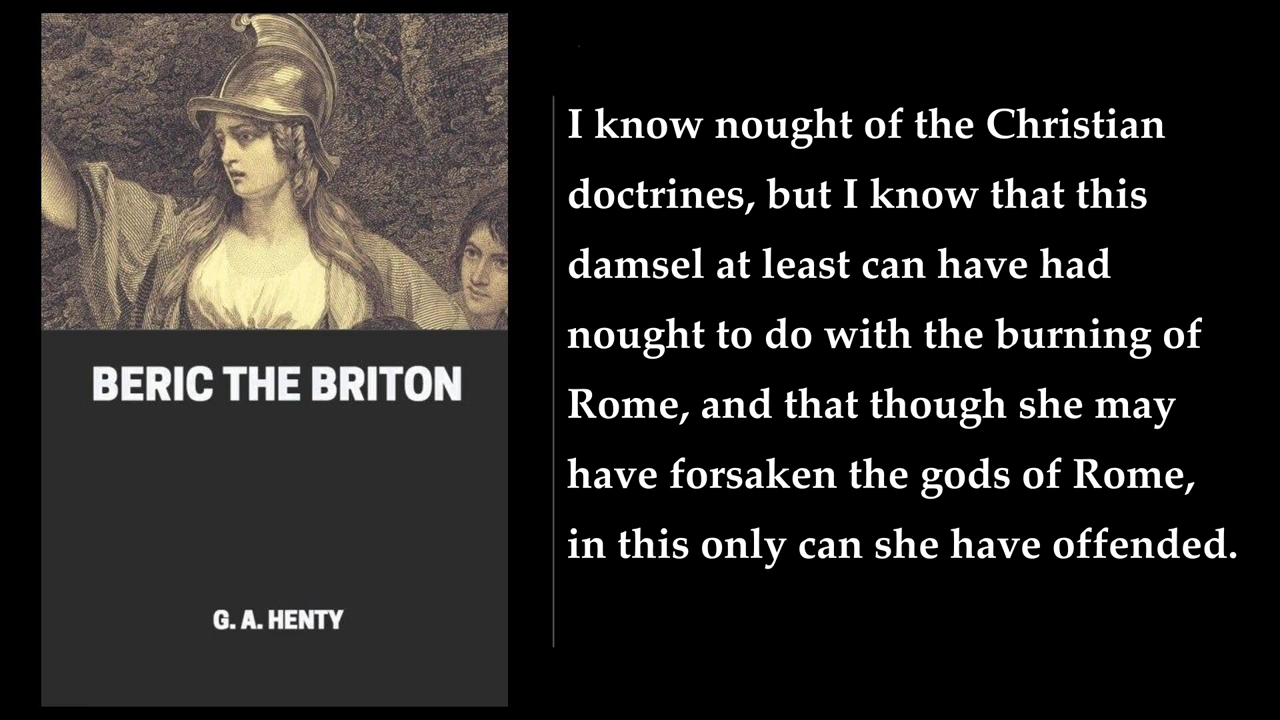 BERIC THE BRITON
G. A. HENTY
I know nought of the Christian
doctrines, but I know that this
damsel at least can have had
nought to do with the burning of
Rome, and that though she may
have forsaken the gods of Rome,
in this only can she have offended.